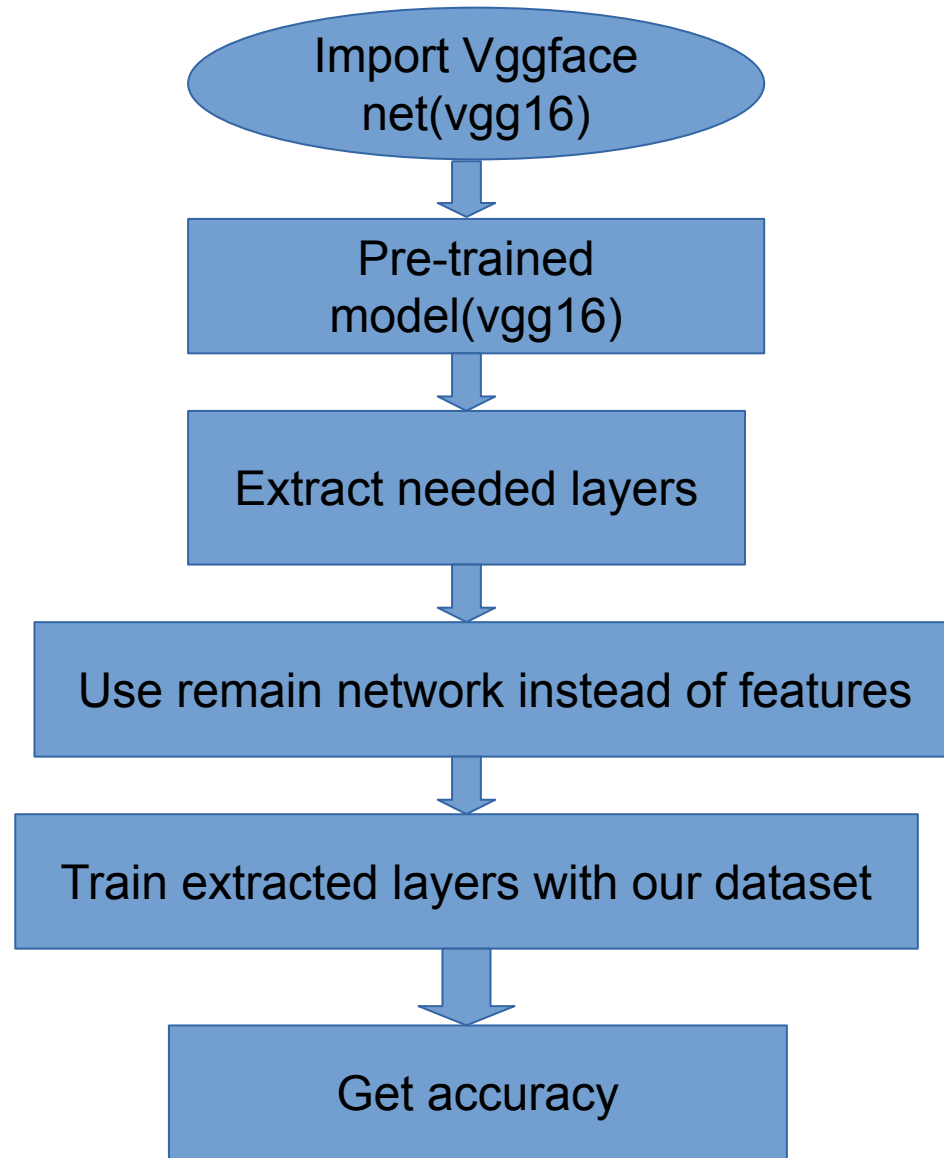 Import Vggface
net(vgg16)
Pre-trained
model(vgg16)
Extract needed layers
Use remain network instead of features
Train extracted layers with our dataset
Get accuracy